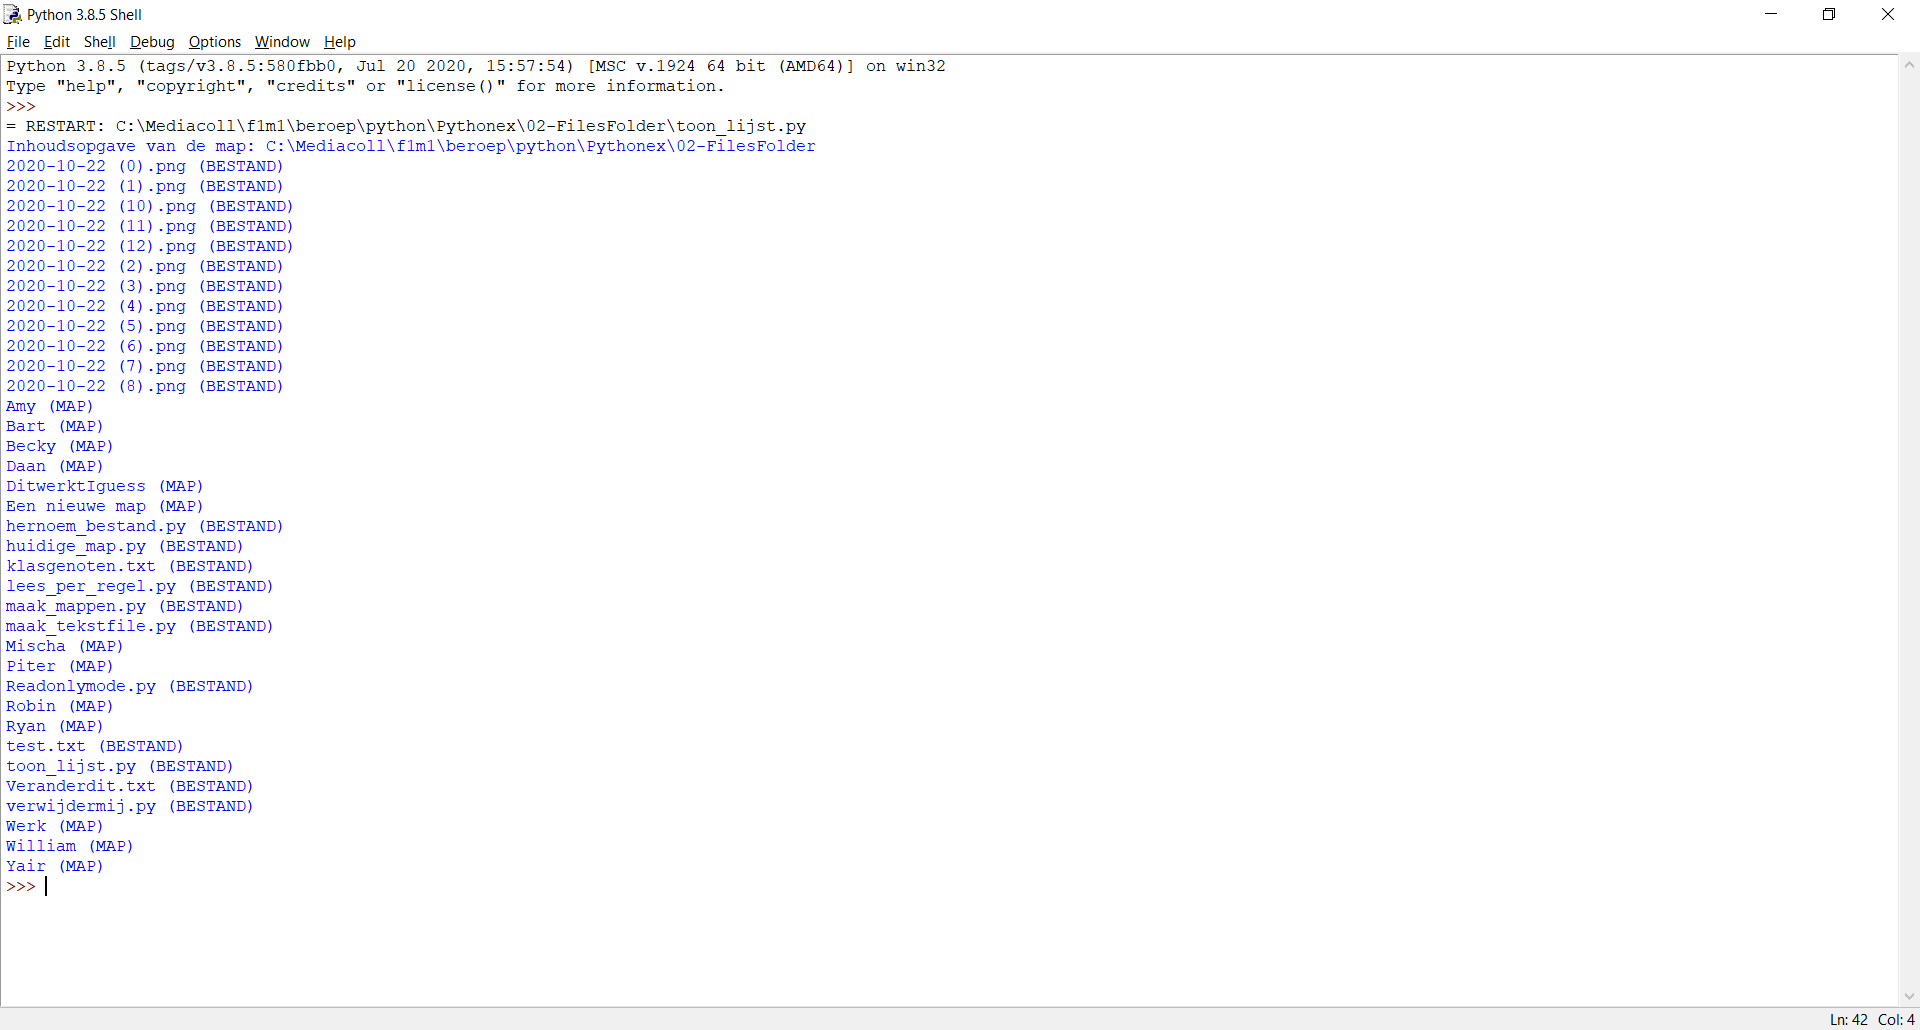 Python 3.8.5 Shell
File Edit Shell Debug Options Window Help
Python 3.8.5 (tags/v3.8.5:580fbb0, Jul 20 2020, 15:57:54) [MSC v.1924 64 bit (AMD64)] on win32
Type "help", "copyright", "credits" or "license()" for more information.
>>>
= RESTART: C:\Mediacoll\f1m1\beroep\python\Pythonex\02-FilesFolder\toon_lijst.py
Inhoudsopgave van de map: C:\Mediacoll\f1m1\beroep\python\Pythonex\02-FilesFolder
2020-10-22 (0).png (BESTAND)
2020-10-22 (1).png (BESTAND)
2020-10-22 (10).png (BESTAND)
2020-10-22 (11).png (BESTAND)
2020-10-22 (12).png (BESTAND)
2020-10-22 (2).png (BESTAND)
2020-10-22 (3).png (BESTAND)
2020-10-22 (4).png (BESTAND)
2020-10-22 (5).png (BESTAND)
2020-10-22 (6).png (BESTAND)
2020-10-22 (7).png (BESTAND)
2020-10-22 (8).png (BESTAND)
Amy (MAP)
Bart (MAP)
Becky (MAP)
Daan (MAP)
DitwerktIguess (MAP)
Een nieuwe map (MAP)
hernoem_bestand.py (BESTAND)
huidige_map.py (BESTAND)
klasgenoten.txt (BESTAND)
lees_per_regel.py (BESTAND)
maak_mappen.py (BESTAND)
maak_tekstfile.py (BESTAND)
Mischa (MAP)
Piter (MAP)
Readonlymode.py (BESTAND)
Robin (MAP)
Ryan (MAP)
test.txt (BESTAND)
toon_lijst.py (BESTAND)
Veranderdit.txt (BESTAND)
verwijdermij.py (BESTAND)
Werk (MAP)
William (MAP)
Yair (MAP)
>>>
Ln: 42 Col: 4